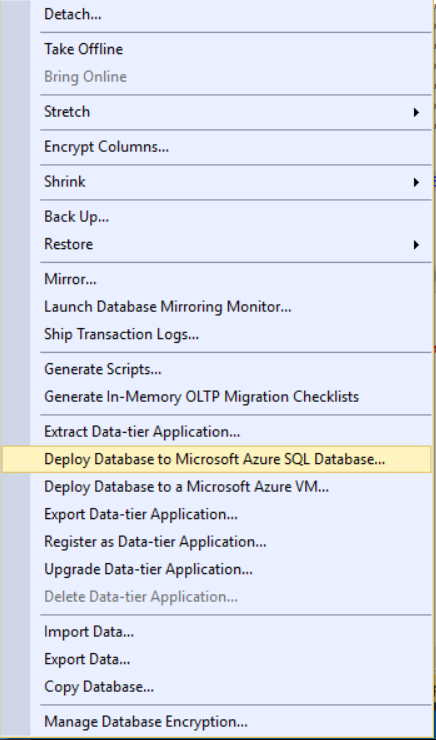 Detach...
Take Offline
Bring Online
Stretch
Encrypt Columns...
Shrink
Back Up...
Restore
Mirror...
Launch Database Mirroring Monitor...
Ship Transaction Logs...
Generate Scripts...
Generate In-Memory OLTP Migration Checklists
Extract Data-tier Application...
Deploy Database to Microsoft Azure SQL Database...
Deploy Database to a Microsoft Azure VM...
Export Data-tier Application...
Register as Data-tier Application...
Upgrade Data-tier Application...
Delete Data-tier Application...
Import Data...
Export Data...
Copy Database...
Manage Database Encryption...